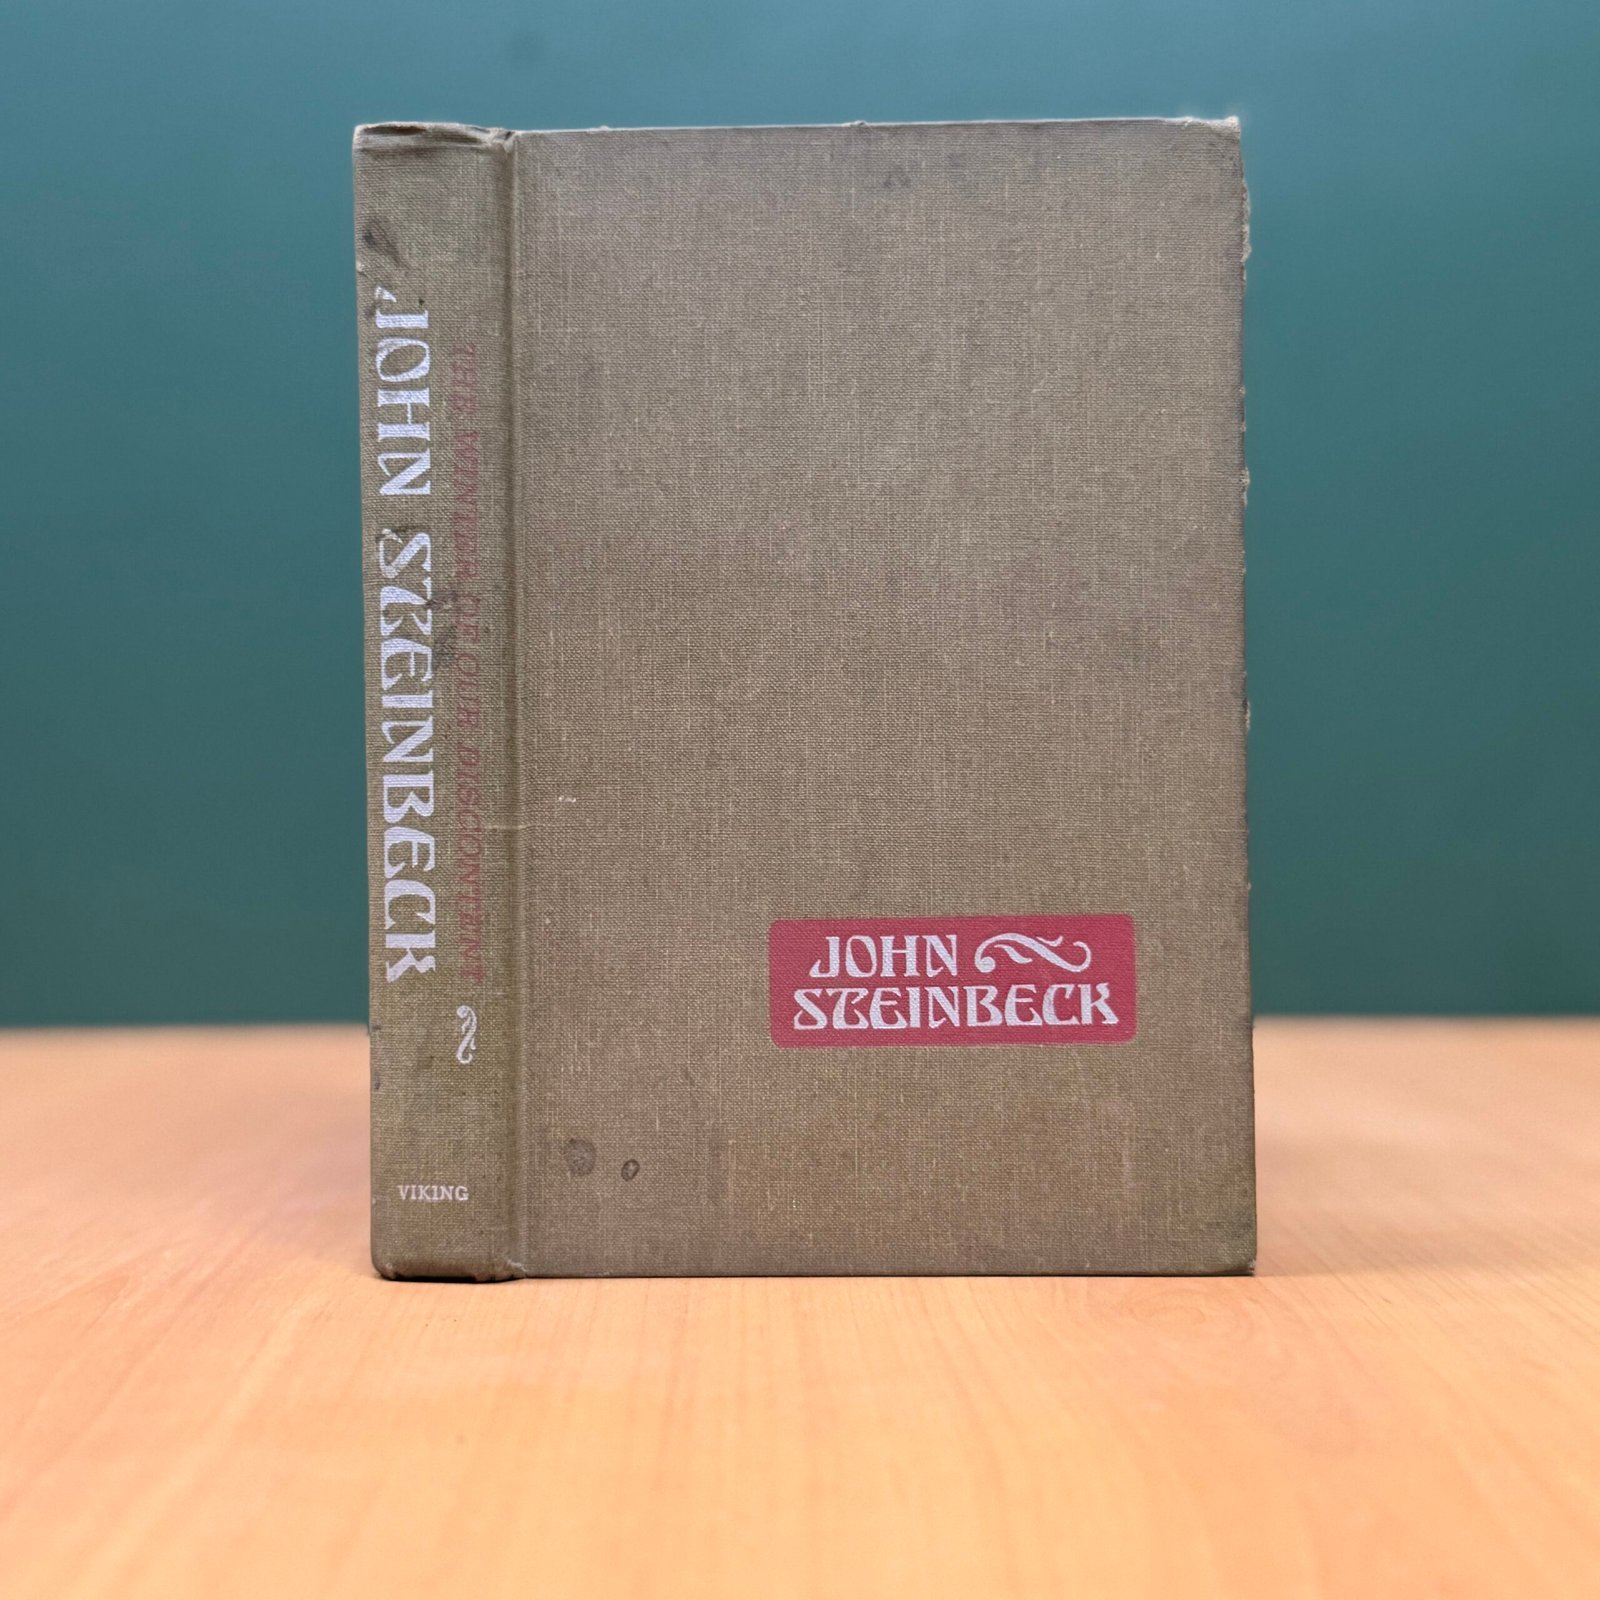 JOHN STEINBECK
THE WINTER OF OUR DISCONTENT
VIKING
JOHN
STEINBECK